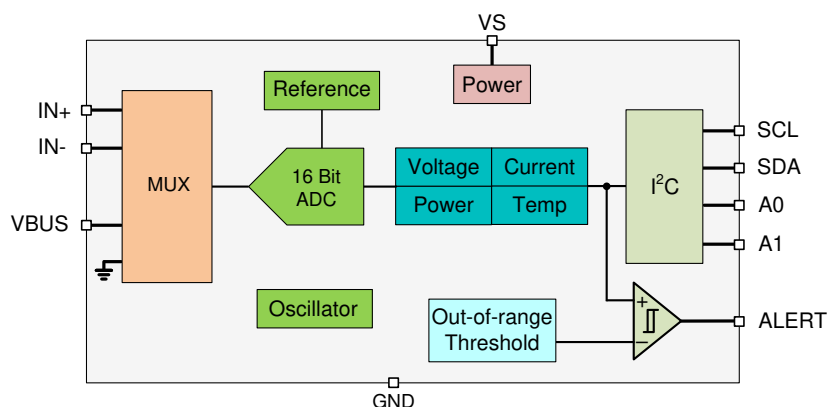 VS
Power
Reference
IN+
IN-
VBUS
MUX
16 Bit
ADC
Voltage
Current
Power
Temp
I²C
SCL
SDA
A0
A1
Oscillator
Out-of-range
Threshold
+
−
ALERT
GND